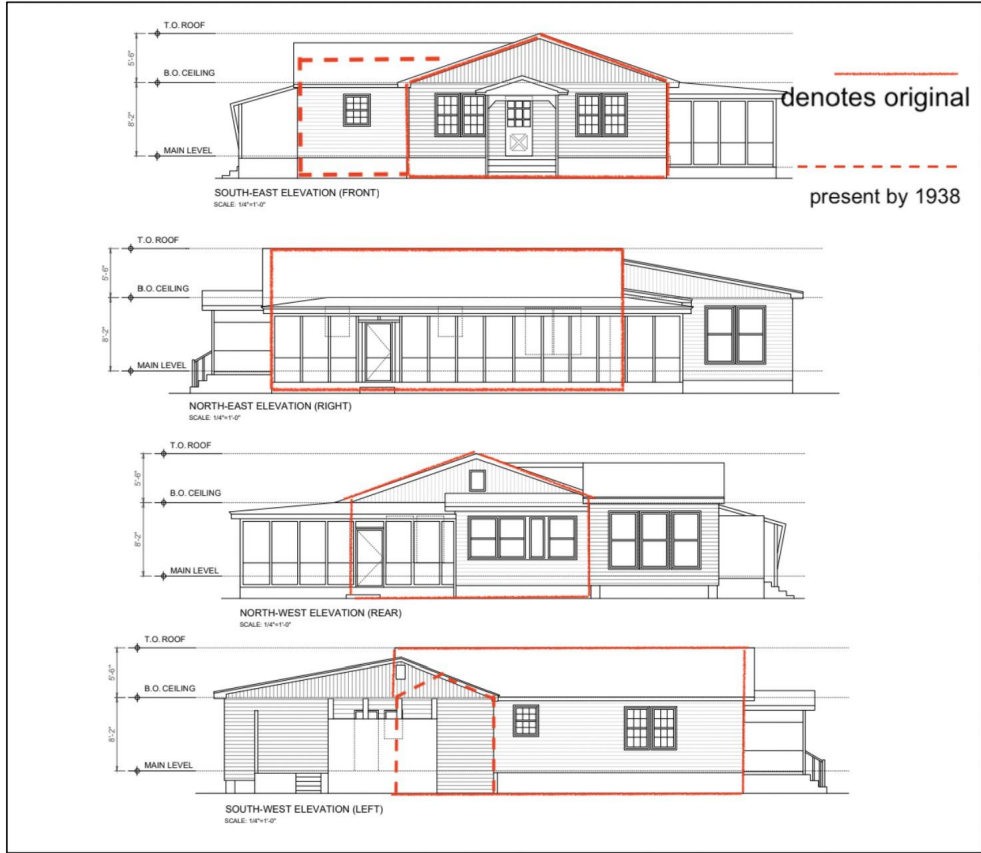 T.O. ROOF
5'-6"
B.O. CEILING
8'-2"
MAIN LEVEL
SOUTH-EAST ELEVATION (FRONT)
SCALE: 1/4"=1'-0"
denotes original
present by 1938
T.O. ROOF
5'-6"
B.O. CEILING
8'-2"
MAIN LEVEL
NORTH-EAST ELEVATION (RIGHT)
SCALE: 1/4"=1'-0"
T.O. ROOF
5'-6"
B.O. CEILING
8'-2"
MAIN LEVEL
NORTH-WEST ELEVATION (REAR)
SCALE: 1/4"=1'-0"
T.O. ROOF
5'-6"
B.O. CEILING
8'-2"
MAIN LEVEL
SOUTH-WEST ELEVATION (LEFT)
SCALE: 1/4"=1'-0"